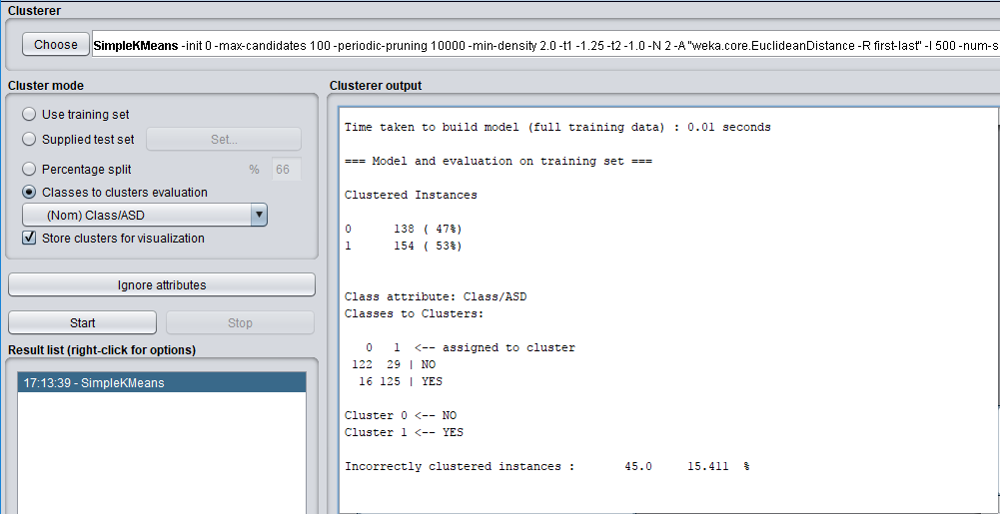 Clusterer
Choose
SimpleKMeans -init 0 -max-candidates 100 -periodic-pruning 10000 -min-density 2.0 -t1 -1.25 -t2 -1.0 -N 2 -A "weka.core.EuclideanDistance -R first-last" -I 500 -num-s
Cluster mode
Use training set
Supplied test set Set...
Percentage split % 66
Classes to clusters evaluation
(Nom) Class/ASD
Store clusters for visualization
Ignore attributes
Start Stop
Result list (right-click for options)
17:13:39 - SimpleKMeans
Clusterer output
Time taken to build model (full training data) : 0.01 seconds
=== Model and evaluation on training set ===
Clustered Instances
0 138 ( 47%)
1 154 ( 53%)
Class attribute: Class/ASD
Classes to Clusters:
0 1 <-- assigned to cluster
122 29 | NO
16 125 | YES
Cluster 0 <-- NO
Cluster 1 <-- YES
Incorrectly clustered instances : 45.0 15.411 %